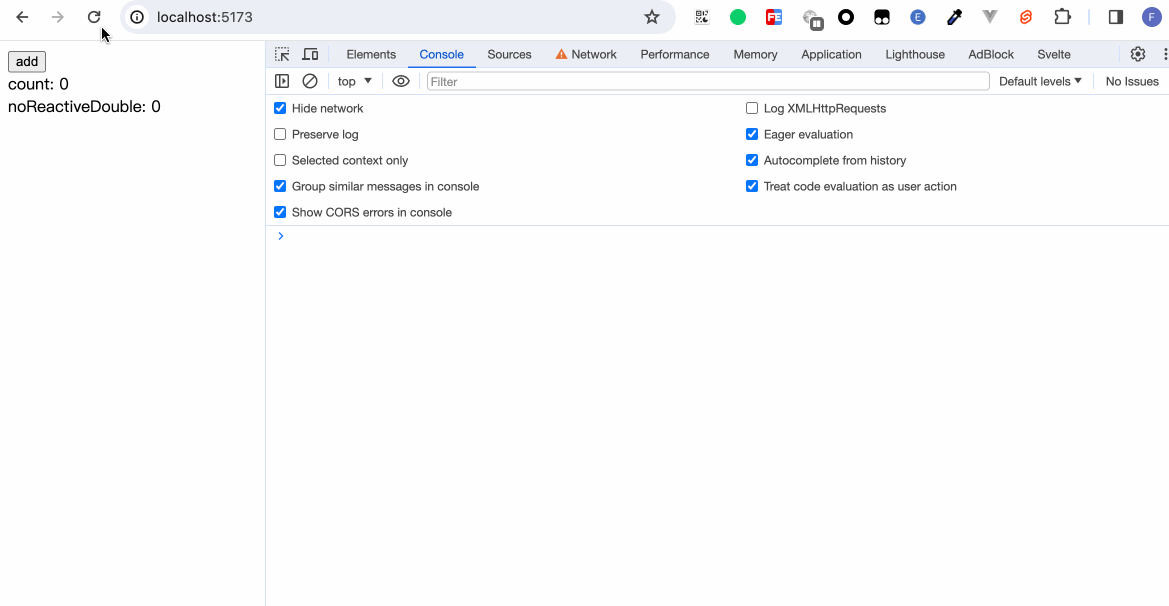 localhost:5173
FE
E
F
add
count: 0
noReactiveDouble: 0
Elements Console Sources Network Performance Memory Application Lighthouse AdBlock Svelte
top Filter Default levels No Issues
Hide network Log XMLHttpRequests
Preserve log Eager evaluation
Selected context only Autocomplete from history
Group similar messages in console Treat code evaluation as user action
Show CORS errors in console